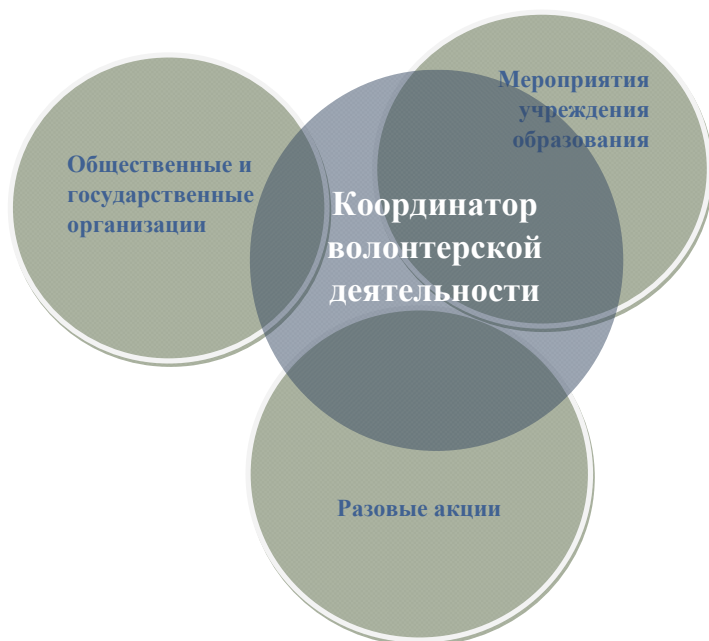 Мероприятия
учреждения
образования
Общественные и
государственные
организации
Координатор
волонтерской
деятельности
Разовые акции